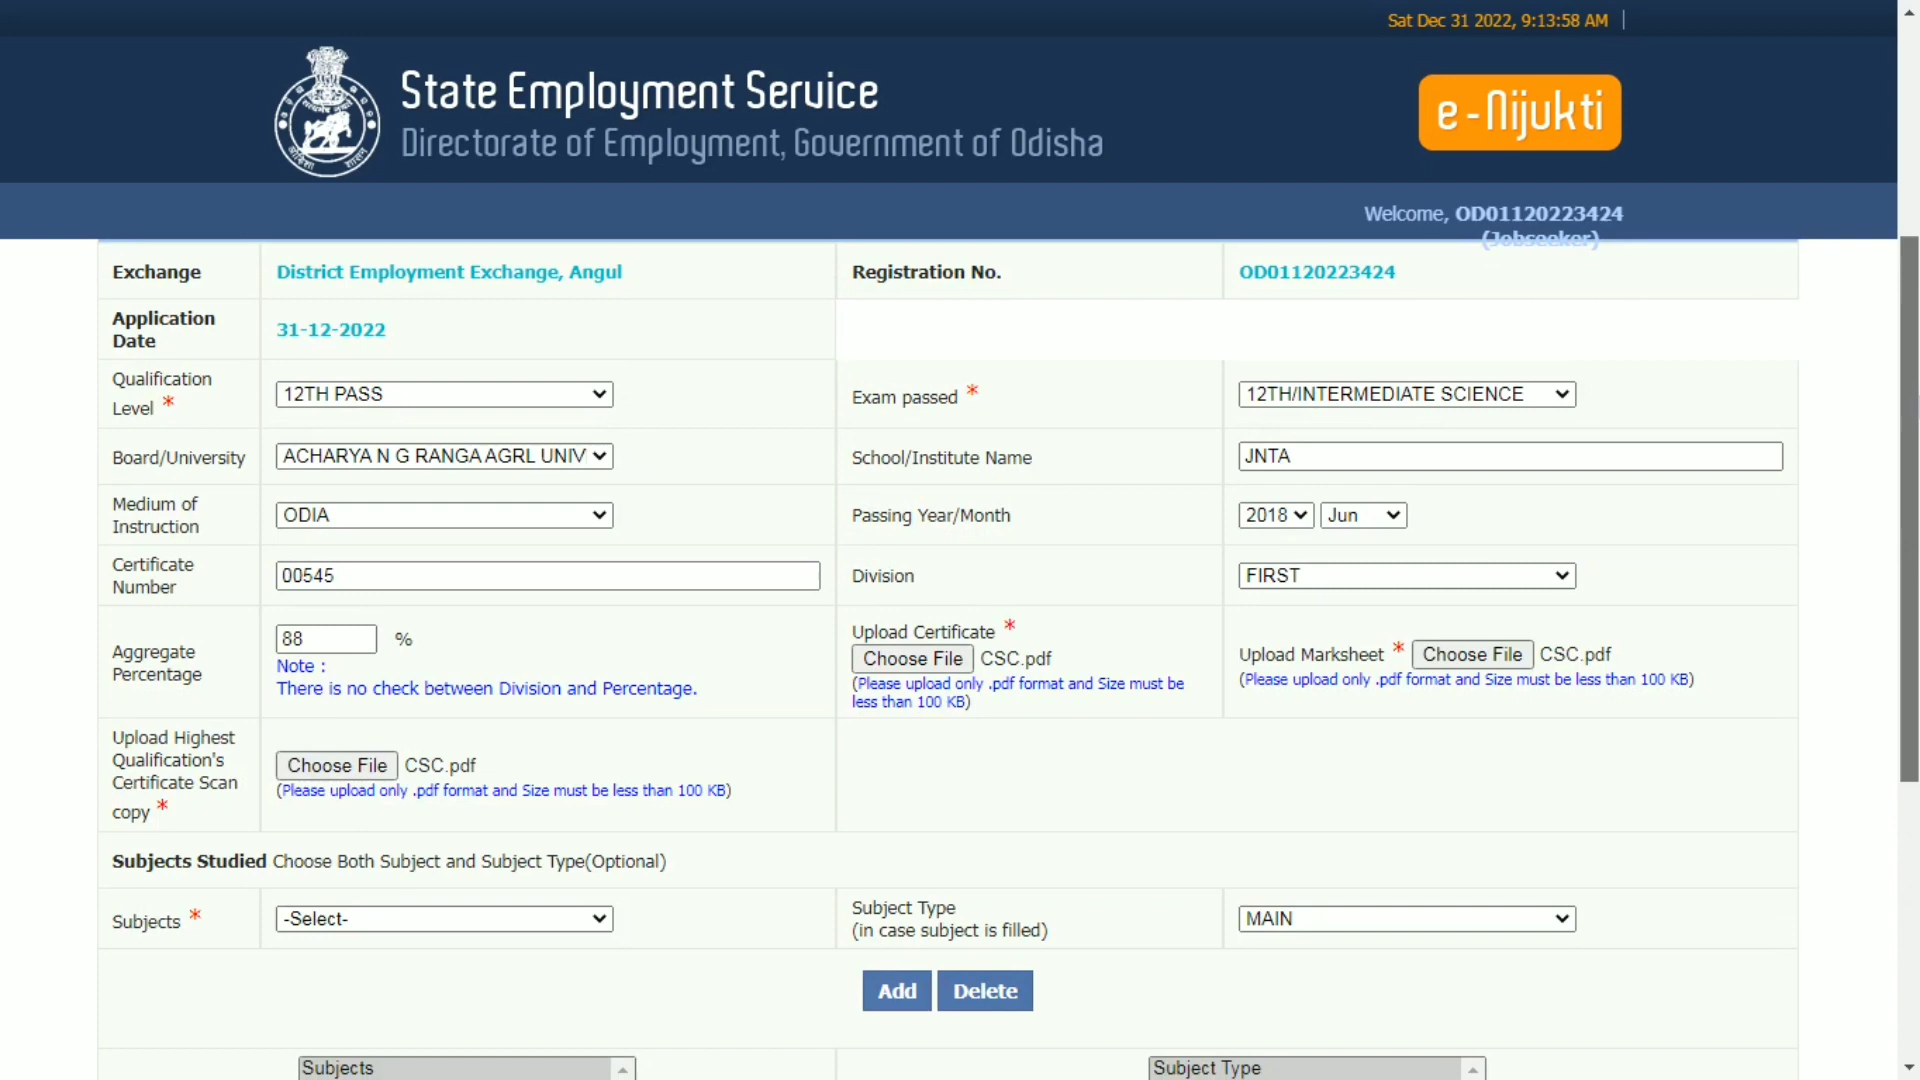 Sat Dec 31 2022, 9:13:58 AM
State Employment Service
Directorate of Employment, Government of Odisha
e-Nijukti
Welcome, OD01120223424
(Jobseeker)
Exchange
District Employment Exchange, Angul
Registration No.
OD01120223424
Application
Date
31-12-2022
Qualification
Level *
12TH PASS
Exam passed *
12TH/INTERMEDIATE SCIENCE
Board/University
ACHARYA N G RANGA AGRL UNIV
School/Institute Name
JNTA
Medium of
Instruction
ODIA
Passing Year/Month
2018 Jun
Certificate
Number
00545
Division
FIRST
Aggregate
Percentage
88 %
Note :
There is no check between Division and Percentage.
Upload Certificate *
Choose File CSC.pdf
(Please upload only .pdf format and Size must be
less than 100 KB)
Upload Marksheet * Choose File CSC.pdf
(Please upload only .pdf format and Size must be less than 100 KB)
Upload Highest
Qualification's
Certificate Scan
copy *
Choose File CSC.pdf
(Please upload only .pdf format and Size must be less than 100 KB)
Subjects Studied Choose Both Subject and Subject Type(Optional)
Subjects *
-Select-
Subject Type
(in case subject is filled)
MAIN
Add Delete
Subjects
Subject Type